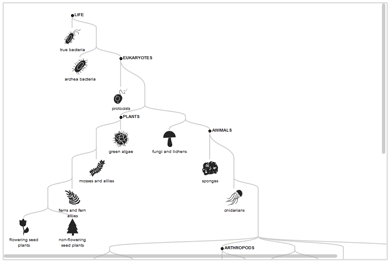 LIFE
true bacteria
archea bacteria
EUKARYOTES
protozoa
PLANTS
ANIMALS
green algae
fungi and lichens
mosses and allies
sponges
ferns and fern
allies
cnidarians
flowering seed
plants
non-flowering
seed plants
ARTHROPODS